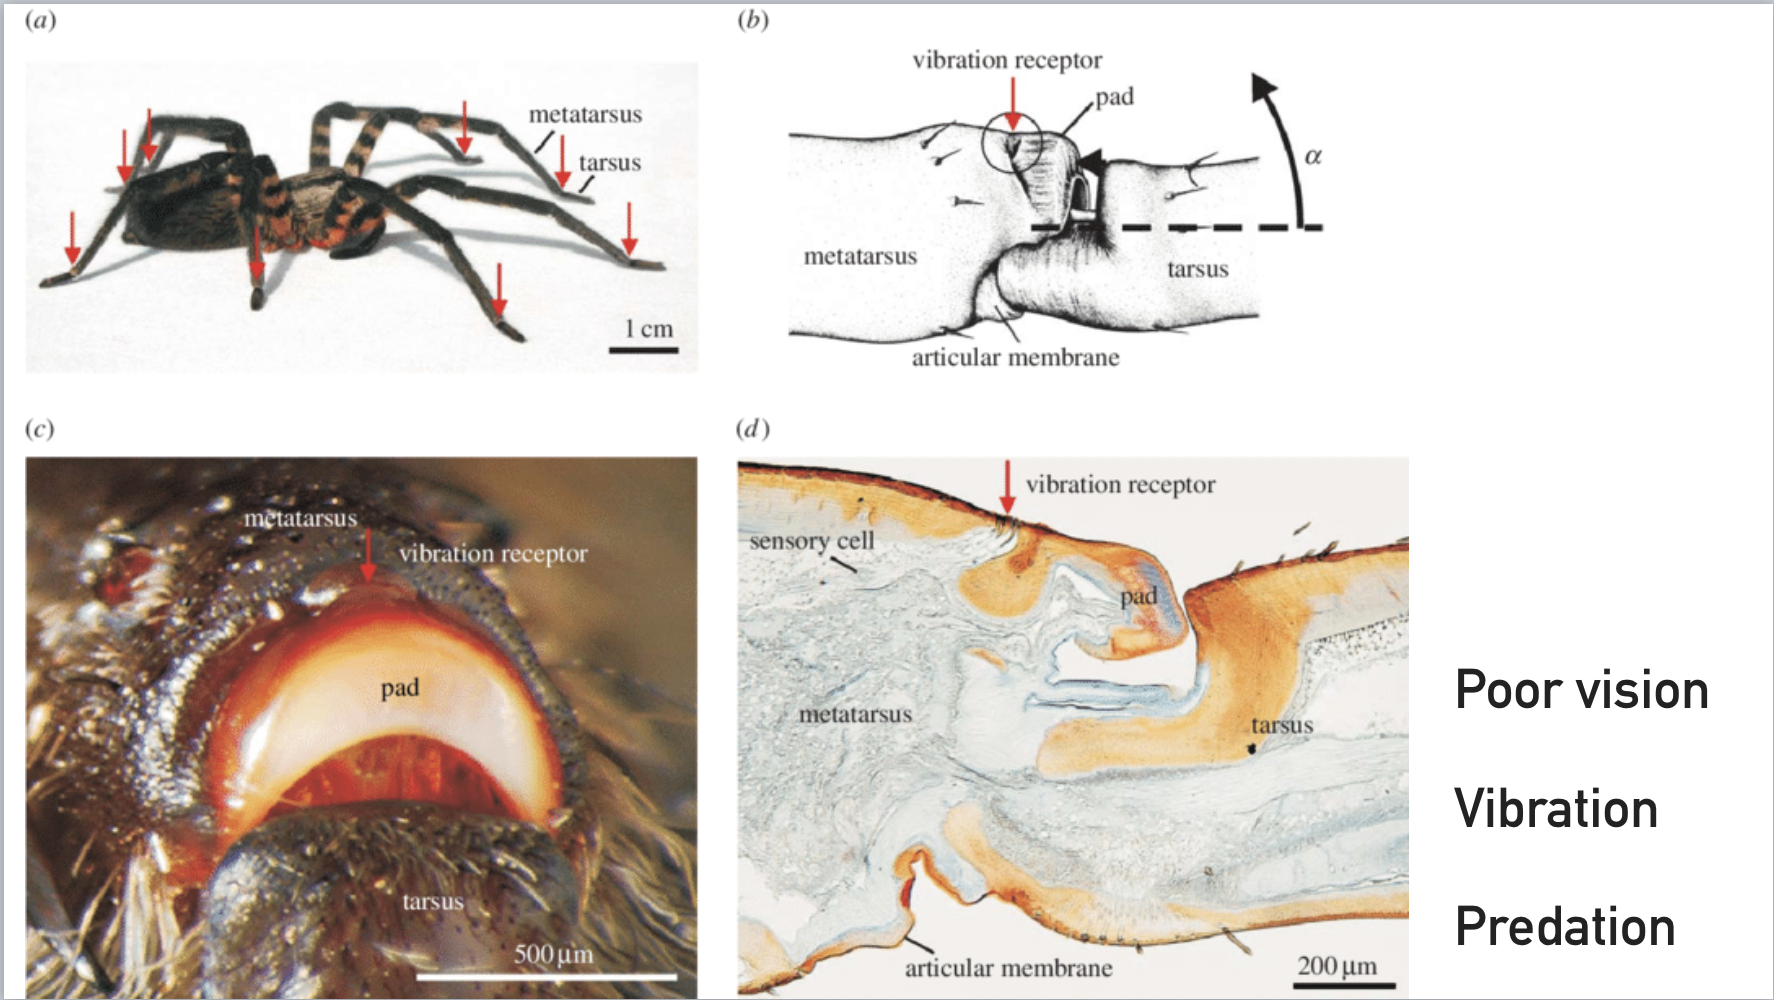 (a)
metatarsus
tarsus
1 cm
(b)
vibration receptor
pad
α
metatarsus
tarsus
articular membrane
(c)
metatarsus
vibration receptor
pad
tarsus
500 μm
(d)
vibration receptor
sensory cell
pad
metatarsus
tarsus
articular membrane
200 μm
Poor vision
Vibration
Predation